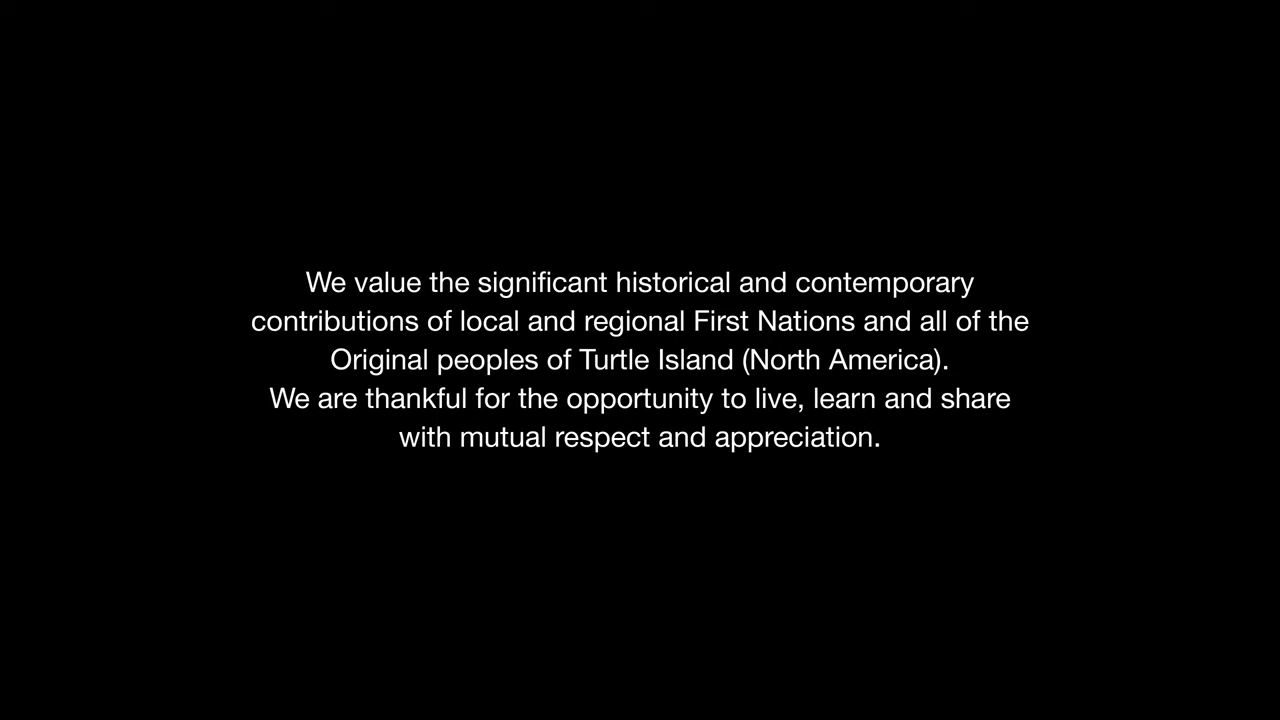 We value the significant historical and contemporary
contributions of local and regional First Nations and all of the
Original peoples of Turtle Island (North America).
We are thankful for the opportunity to live, learn and share
with mutual respect and appreciation.